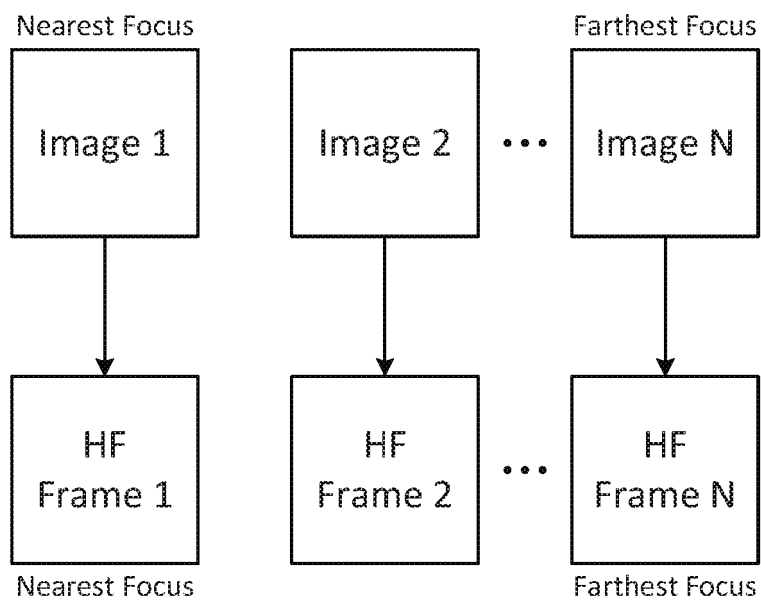 Nearest Focus
Farthest Focus
Image 1
Image 2
...
Image N
HF
Frame 1
HF
Frame 2
...
HF
Frame N
Nearest Focus
Farthest Focus